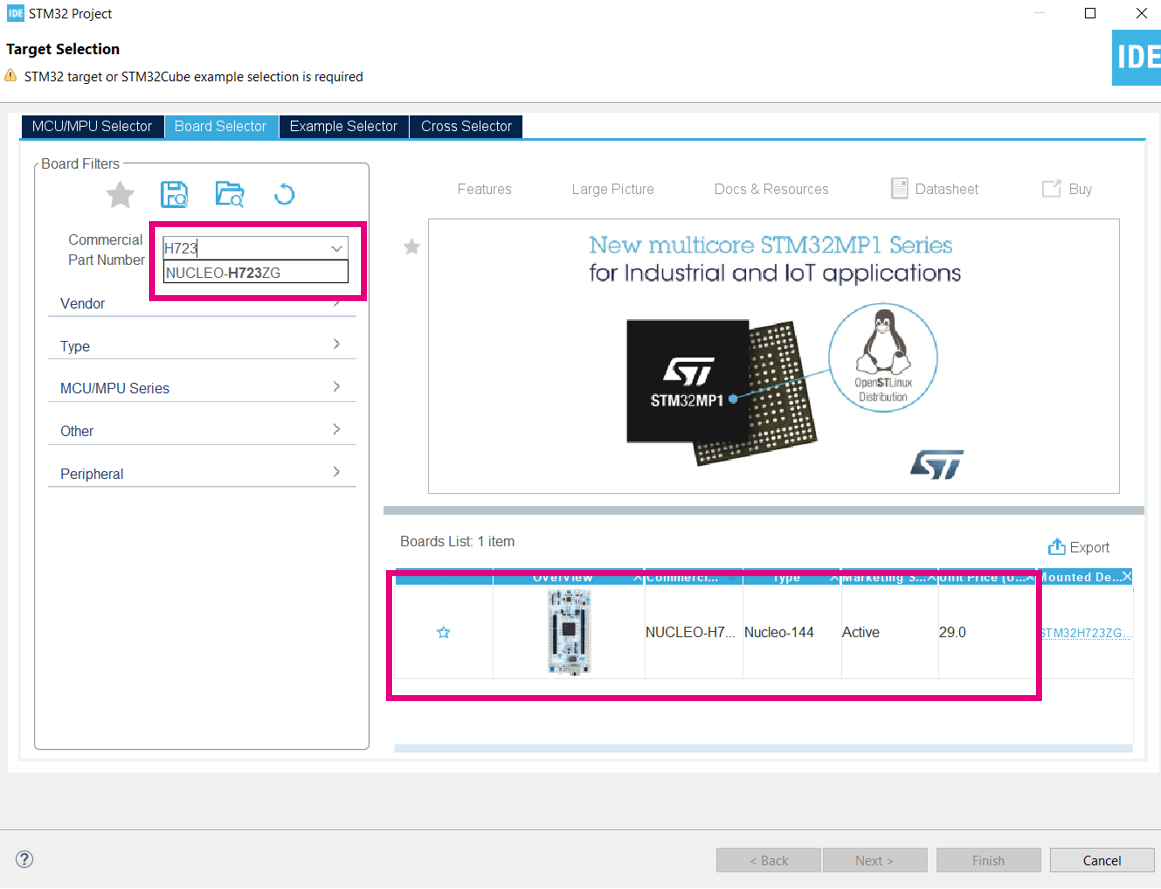 IDE STM32 Project
Target Selection
IDE
STM32 target or STM32Cube example selection is required
MCU/MPU Selector Board Selector Example Selector Cross Selector
Board Filters
Features Large Picture Docs & Resources Datasheet Buy
Commercial
Part Number
H723
NUCLEO-H723ZG
Vendor
Type
MCU/MPU Series
Other
Peripheral
New multicore STM32MP1 Series
for Industrial and IoT applications
ST
STM32MP1
OpenSTLinux
Distribution
ST
Boards List: 1 item
Export
Overview Commerci... Type Marketing S... Unit Price (U... Mounted De...
NUCLEO-H7... Nucleo-144 Active 29.0 STM32H723ZG...
? < Back Next > Finish Cancel